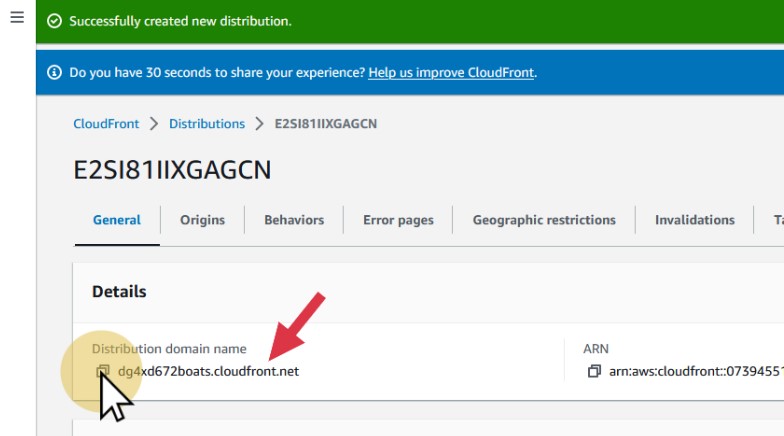 Successfully created new distribution.
Do you have 30 seconds to share your experience? Help us improve CloudFront.
CloudFront > Distributions > E2SI81IIXGAGCN
E2SI81IIXGAGCN
General Origins Behaviors Error pages Geographic restrictions Invalidations
Details
Distribution domain name
dg4xd672boats.cloudfront.net
ARN
arn:aws:cloudfront::07394551